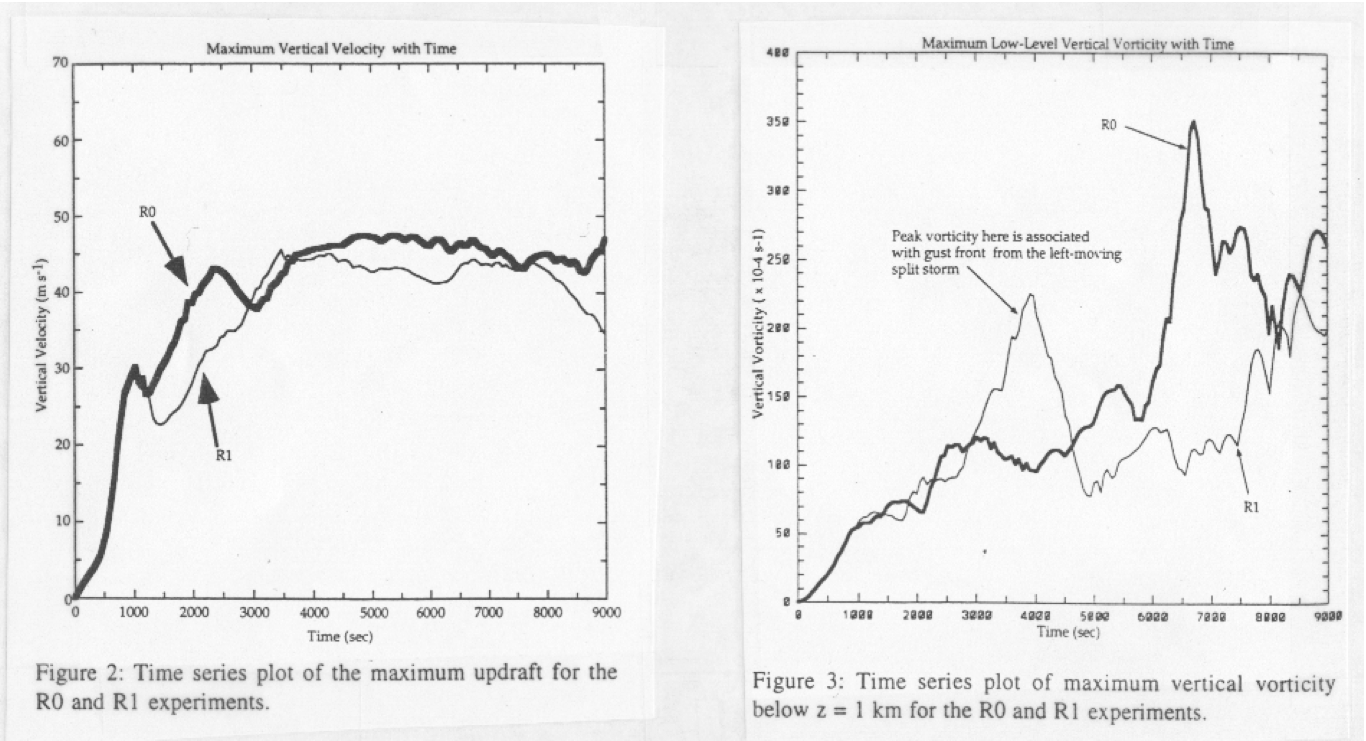 Maximum Vertical Velocity with Time
70
60
50
40
30
20
10
0
Vertical Velocity (m s-1)
R0
R1
0 1000 2000 3000 4000 5000 6000 7000 8000 9000
Time (sec)
Figure 2: Time series plot of the maximum updraft for the
R0 and R1 experiments.
Maximum Low-Level Vertical Vorticity with Time
400
350
300
250
200
150
100
50
0
Vertical Vorticity ( x 10-4 s-1)
R0
Peak vorticity here is associated
with gust front from the left-moving
split storm
R1
0 1000 2000 3000 4000 5000 6000 7000 8000 9000
Time (sec)
Figure 3: Time series plot of maximum vertical vorticity
below z = 1 km for the R0 and R1 experiments.